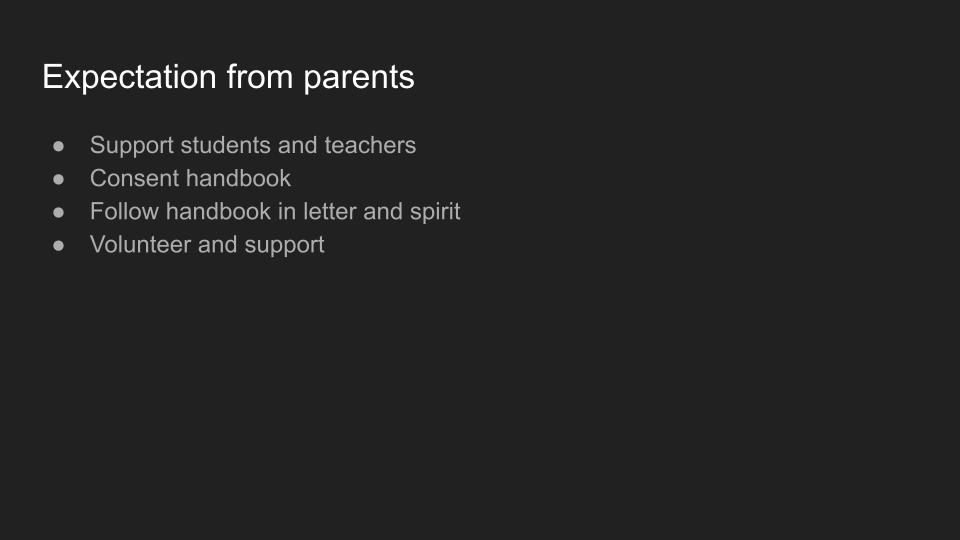 Expectation from parents
● Support students and teachers
● Consent handbook
● Follow handbook in letter and spirit
● Volunteer and support